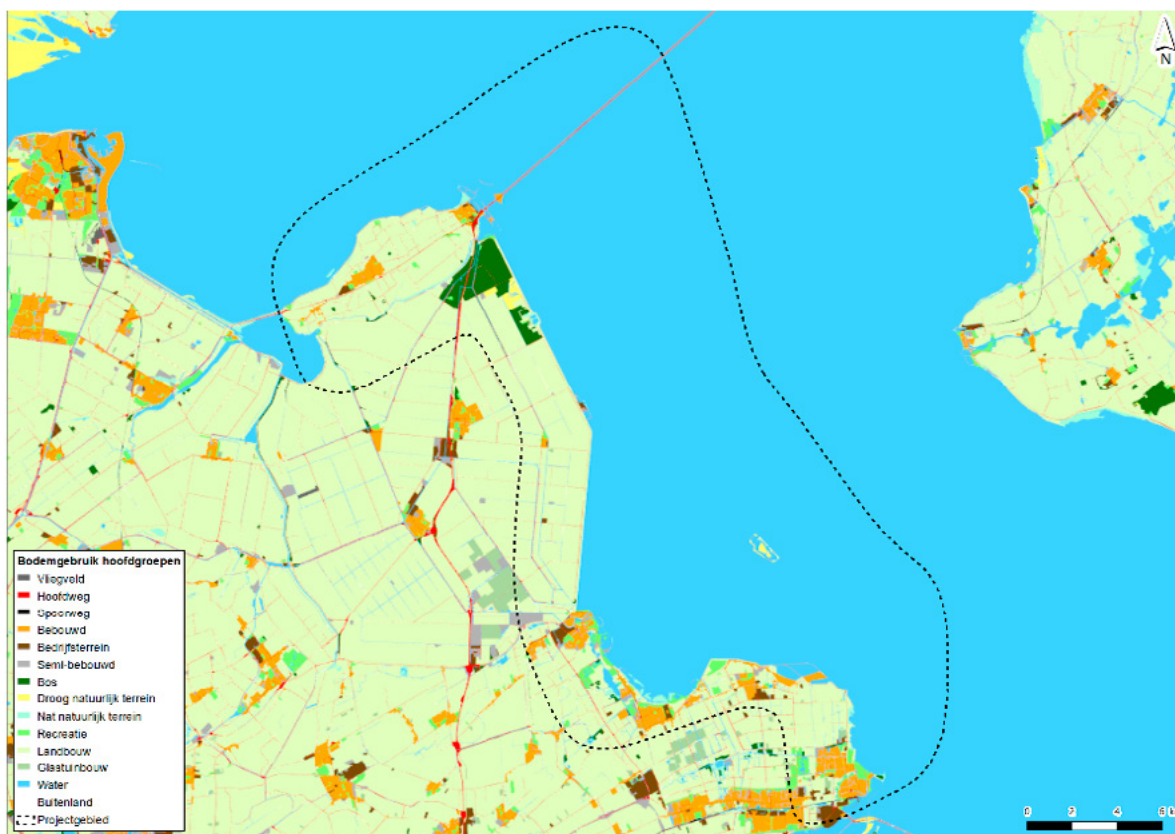 N
Bodemgebruik hoofdgroepen
Vliegveld
Hoofdweg
Spoorweg
Bebouwd
Bedrijfsterrein
Semi-bebouwd
Bos
Droog natuurlijk terrein
Nat natuurlijk terrein
Recreatie
Landbouw
Glastuinbouw
Water
Buitenland
Projectgebied
0 2 4 6 k